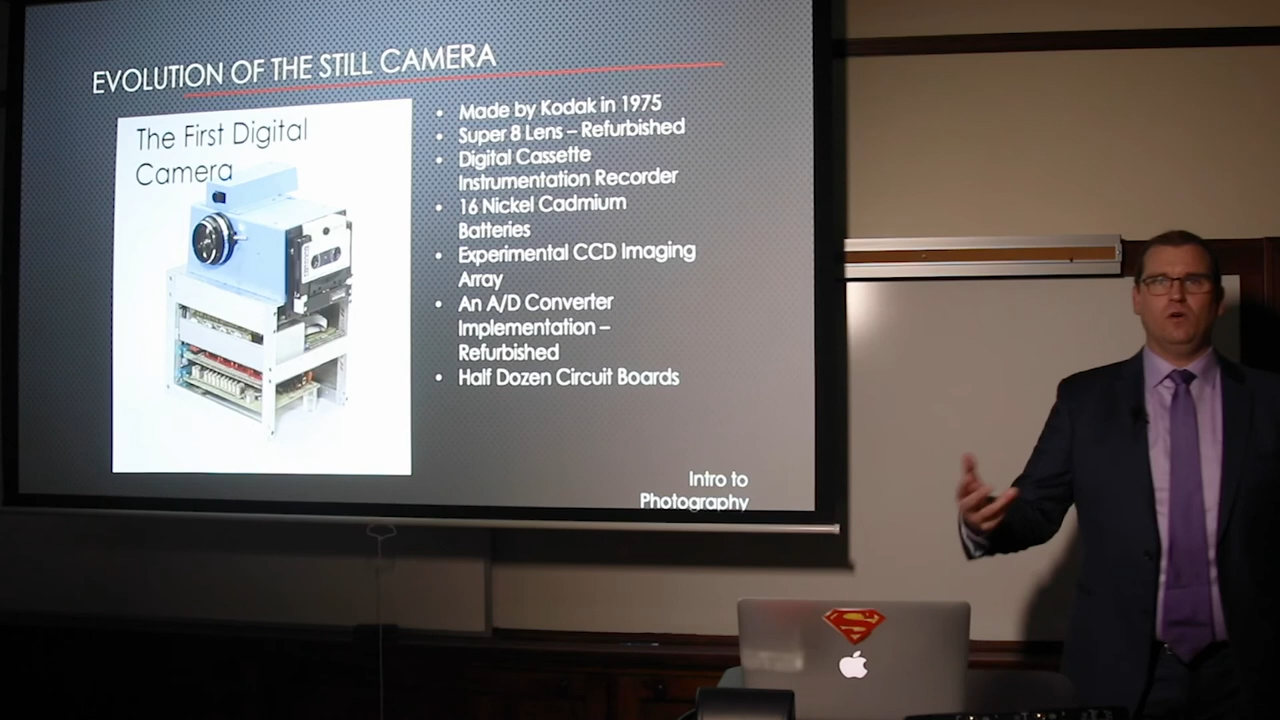 EVOLUTION OF THE STILL CAMERA
The First Digital
Camera
• Made by Kodak in 1975
• Super 8 Lens – Refurbished
• Digital Cassette
Instrumentation Recorder
• 16 Nickel Cadmium
Batteries
• Experimental CCD Imaging
Array
• An A/D Converter
Implementation –
Refurbished
• Half Dozen Circuit Boards
Intro to
Photography